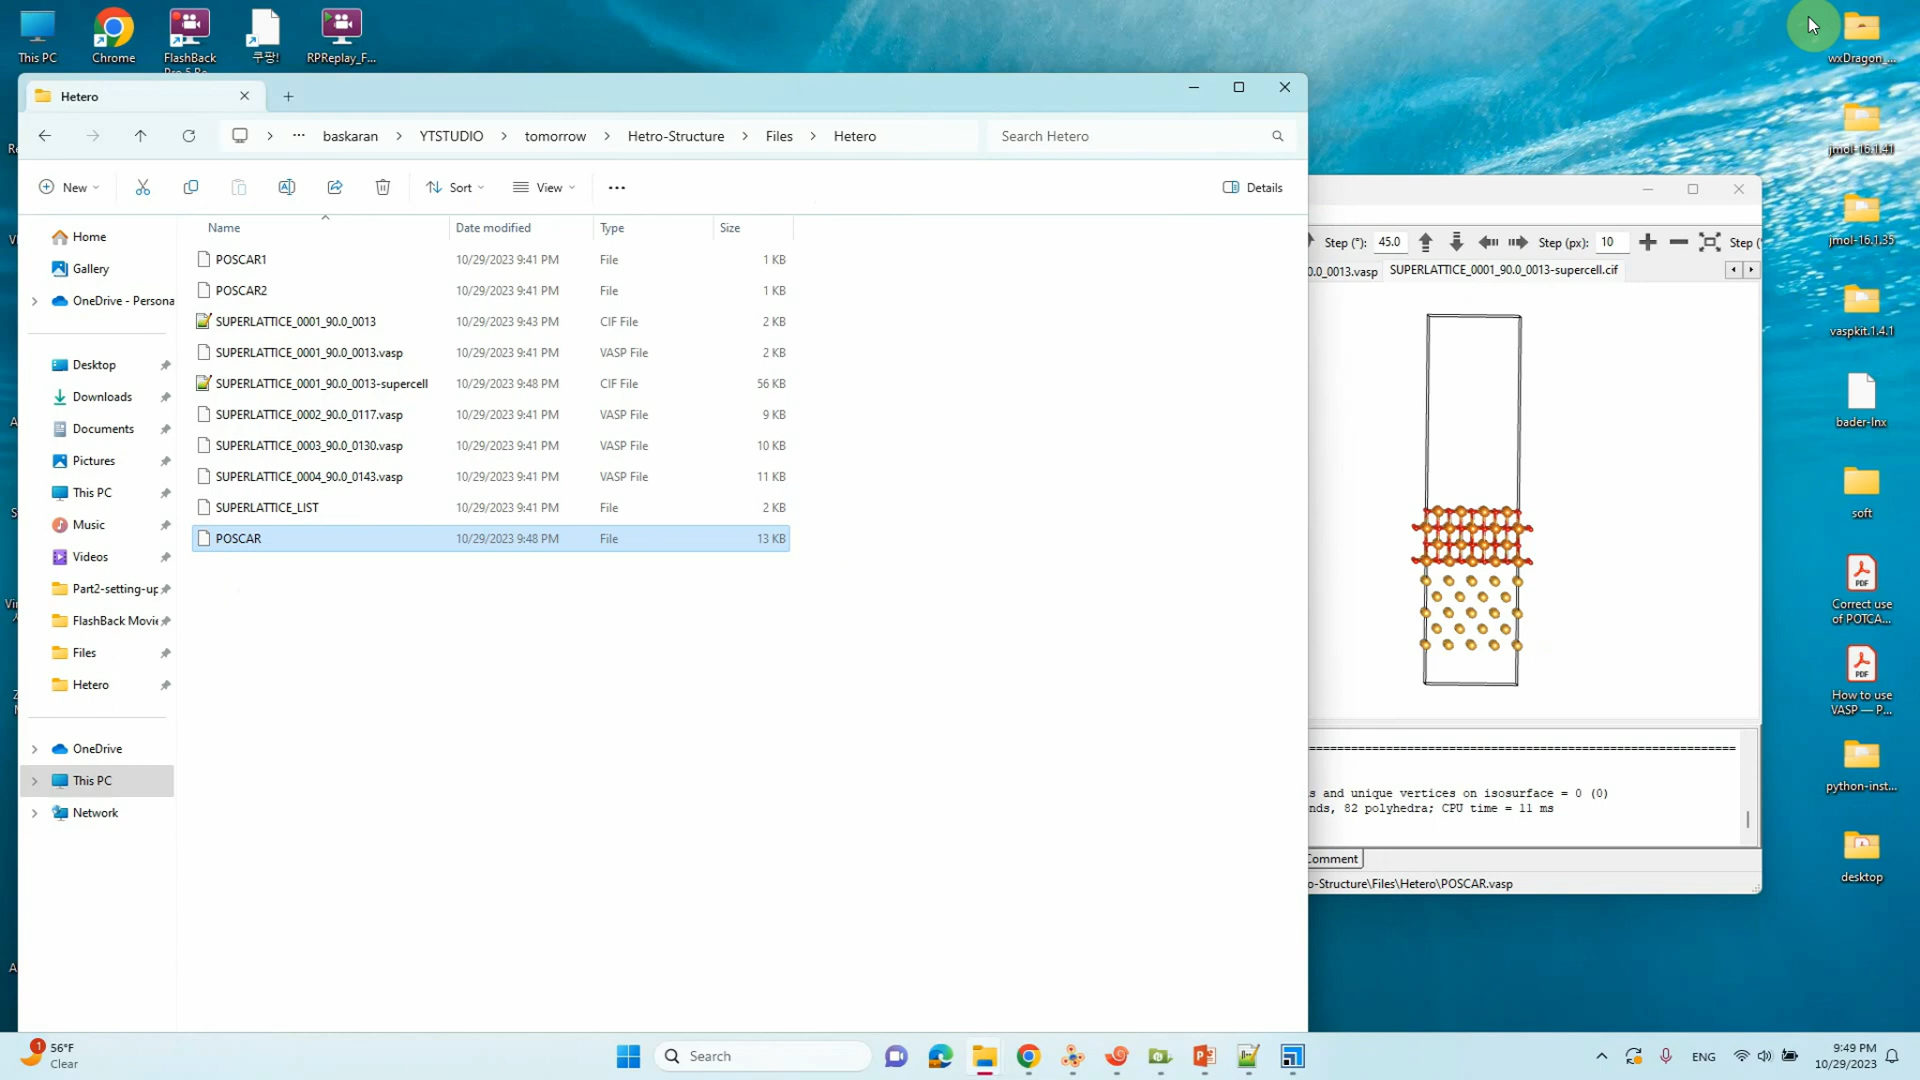 This PC
Chrome
FlashBack
쿠팡!
RPReplay_F...
Hetero
baskaran
YTSTUDIO
tomorrow
Hetro-Structure
Files
Hetero
Search Hetero
New
Sort
View
Details
Name
Date modified
Type
Size
POSCAR1 10/29/2023 9:41 PM File 1 KB
POSCAR2 10/29/2023 9:41 PM File 1 KB
SUPERLATTICE_0001_90.0_0013 10/29/2023 9:43 PM CIF File 2 KB
SUPERLATTICE_0001_90.0_0013.vasp 10/29/2023 9:41 PM VASP File 2 KB
SUPERLATTICE_0001_90.0_0013-supercell 10/29/2023 9:48 PM CIF File 56 KB
SUPERLATTICE_0002_90.0_0117.vasp 10/29/2023 9:41 PM VASP File 9 KB
SUPERLATTICE_0003_90.0_0130.vasp 10/29/2023 9:41 PM VASP File 10 KB
SUPERLATTICE_0004_90.0_0143.vasp 10/29/2023 9:41 PM VASP File 11 KB
SUPERLATTICE_LIST 10/29/2023 9:41 PM File 2 KB
POSCAR 10/29/2023 9:48 PM File 13 KB
Home
Gallery
OneDrive - Persona
Desktop
Downloads
Documents
Pictures
This PC
Music
Videos
Part2-setting-up
FlashBack Movie
Files
Hetero
OneDrive
This PC
Network
Step (°): 45.0
Step (px): 10
Step (°
0.0_0013.vasp
SUPERLATTICE_0001_90.0_0013-supercell.cif
s and unique vertices on isosurface = 0 (0)
nds, 82 polyhedra; CPU time = 11 ms
Comment
o-Structure\Files\Hetero\POSCAR.vasp
wxDragon_...
jmol-16.1.41
jmol-16.1.35
vaspkit.1.4.1
bader-lnx
soft
PDF
Correct use
of POTCA...
PDF
How to use
VASP — P...
python-inst...
desktop
1
56°F
Clear
Search
ENG
9:49 PM
10/29/2023